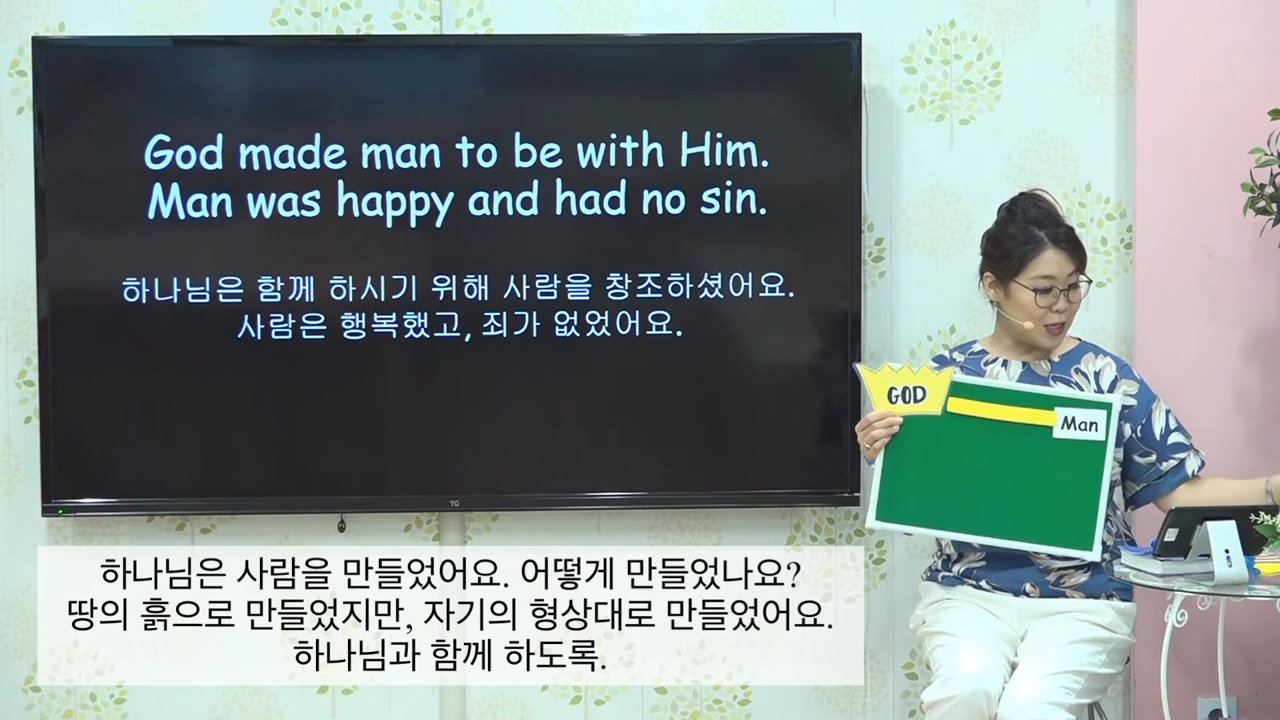 God made man to be with Him.
Man was happy and had no sin.
하나님은 함께 하시기 위해 사람을 창조하셨어요.
사람은 행복했고, 죄가 없었어요.
TG
GOD
Man
하나님은 사람을 만들었어요. 어떻게 만들었나요?
땅의 흙으로 만들었지만, 자기의 형상대로 만들었어요.
하나님과 함께 하도록.